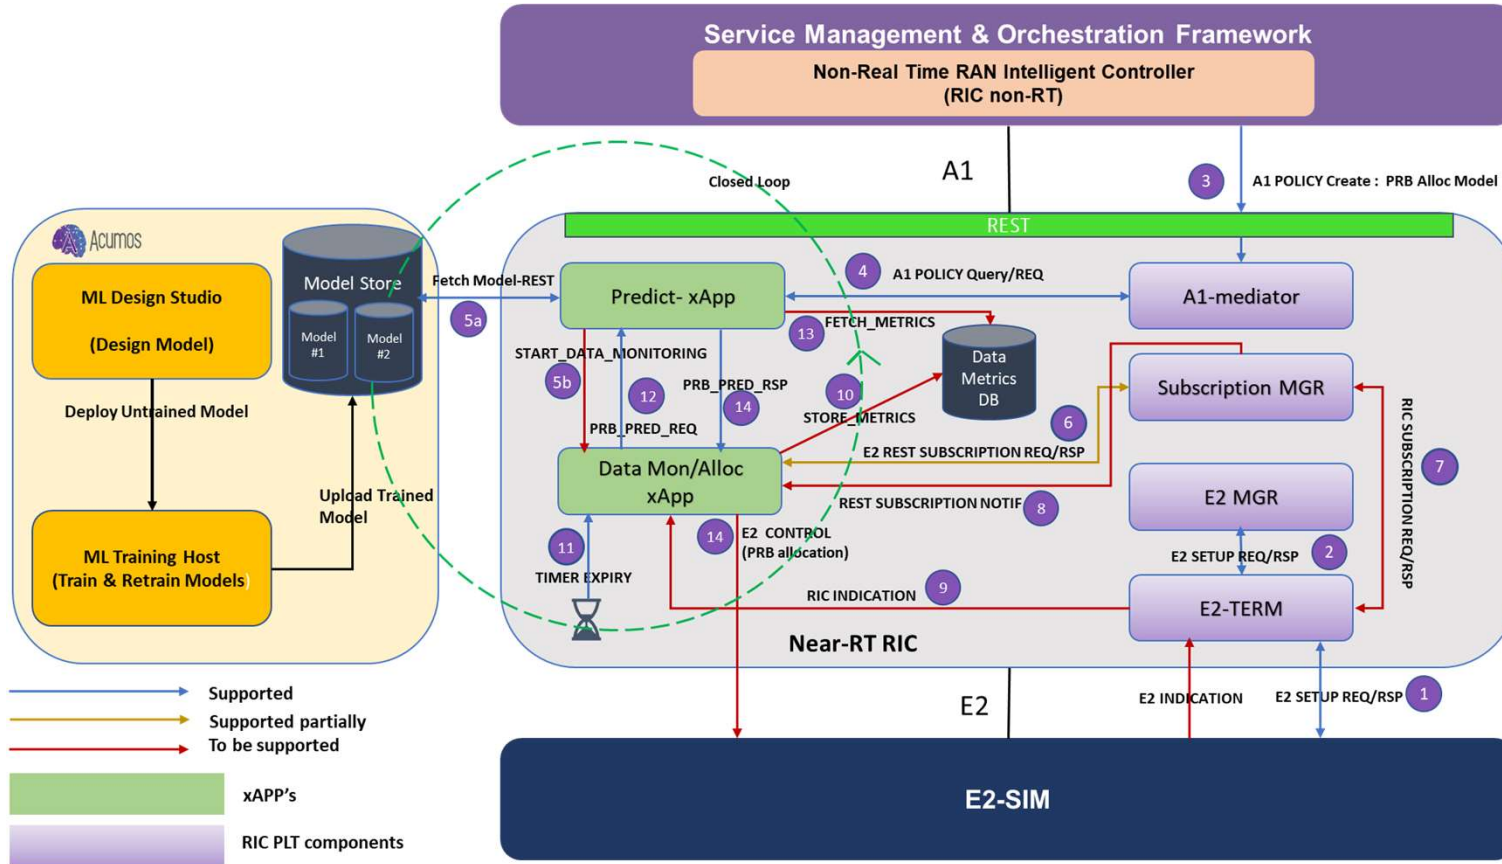 Service Management & Orchestration Framework
Non-Real Time RAN Intelligent Controller
(RIC non-RT)
A1
3
A1 POLICY Create : PRB Alloc Model
Closed Loop
REST
Acumos
Model Store
Model
#1
Model
#2
ML Design Studio
(Design Model)
Deploy Untrained Model
Upload Trained
Model
ML Training Host
(Train & Retrain Models)
Fetch Model-REST
5a
Predict- xApp
4
A1 POLICY Query/REQ
A1-mediator
13
FETCH_METRICS
START_DATA_MONITORING
5b
12
PRB_PRED_REQ
PRB_PRED_RSP
14
10
STORE_METRICS
Data
Metrics
DB
Subscription MGR
6
E2 REST SUBSCRIPTION REQ/RSP
RIC SUBSCRIPTION REQ/RSP
7
Data Mon/Alloc
xApp
REST SUBSCRIPTION NOTIF
8
E2 MGR
11
TIMER EXPIRY
14
E2 CONTROL
(PRB allocation)
E2 SETUP REQ/RSP
2
RIC INDICATION
9
E2-TERM
Near-RT RIC
E2
E2 INDICATION
E2 SETUP REQ/RSP
1
E2-SIM
Supported
Supported partially
To be supported
xAPP's
RIC PLT components